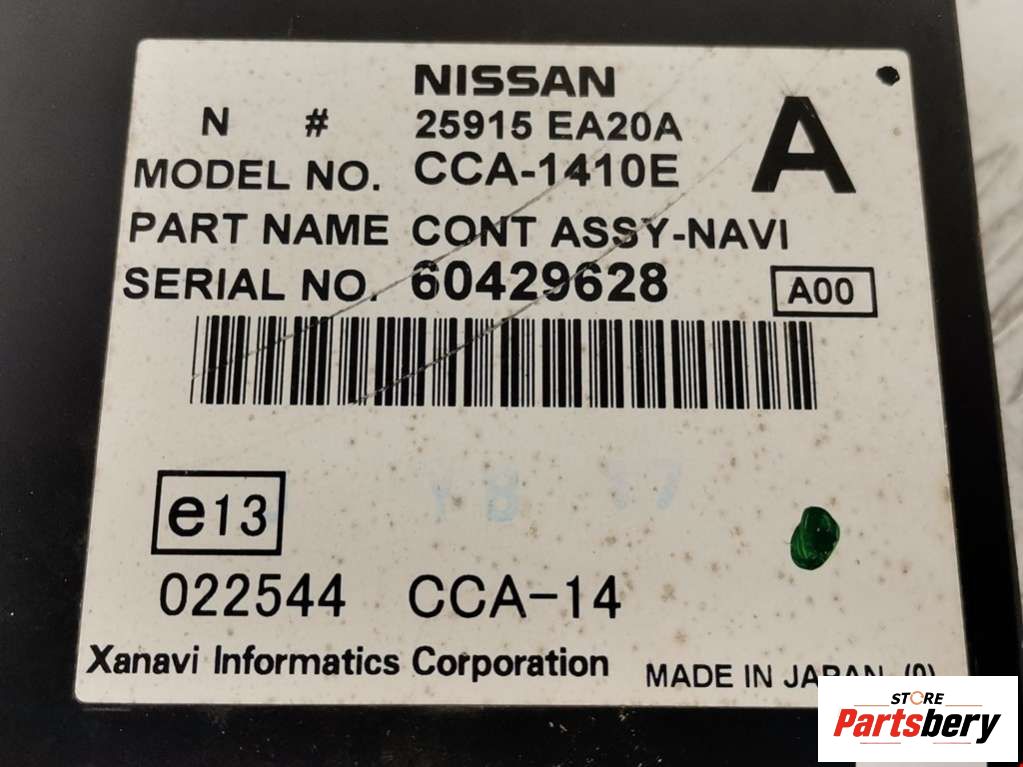 NISSAN
N # 25915 EA20A
A
MODEL NO. CCA-1410E
PART NAME CONT ASSY-NAVI
SERIAL NO. 60429628
A00
e13
022544 CCA-14
Xanavi Informatics Corporation
MADE IN JAPAN (0)
STORE
Partsbery